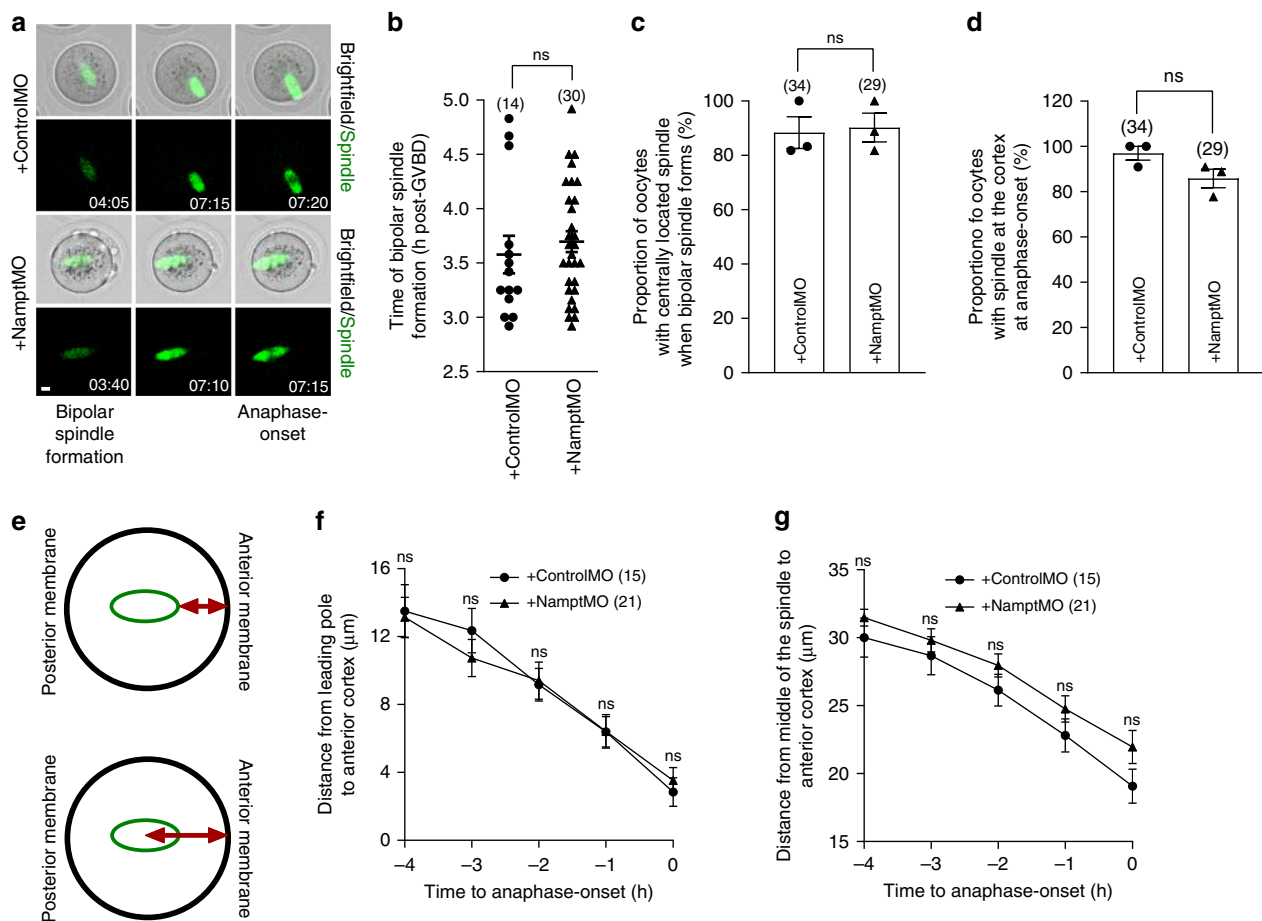 a
+ControlMO
Brightfield/Spindle
04:05
07:15
07:20
+NamptMO
Brightfield/Spindle
03:40
07:10
07:15
Bipolar
spindle
formation
Anaphase-
onset
b
ns
(14)
(30)
Time of bipolar spindle
formation (h post-GVBD)
5.0
4.5
4.0
3.5
3.0
2.5
+ControlMO
+NamptMO
c
ns
(34)
(29)
Proportion of oocytes
with centrally located spindle
when bipolar spindle forms (%)
100
80
60
40
20
0
+ControlMO
+NamptMO
d
ns
(34)
(29)
Proportiono fo oocytes
with spindle at the cortex
at anaphase-onset (%)
120
100
80
60
40
20
0
+ControlMO
+NamptMO
e
Posterior membrane
Anterior membrane
Posterior membrane
Anterior membrane
f
Distance from leading pole
to anterior cortex (μm)
16
12
8
4
0
ns
ns
ns
ns
ns
+ControlMO (15)
+NamptMO (21)
–4
–3
–2
–1
0
Time to anaphase-onset (h)
g
Distance from middle of the spindle to
anterior cortex (μm)
35
30
25
20
15
ns
ns
ns
ns
ns
+ControlMO (15)
+NamptMO (21)
–4
–3
–2
–1
0
Time to anaphase-onset (h)